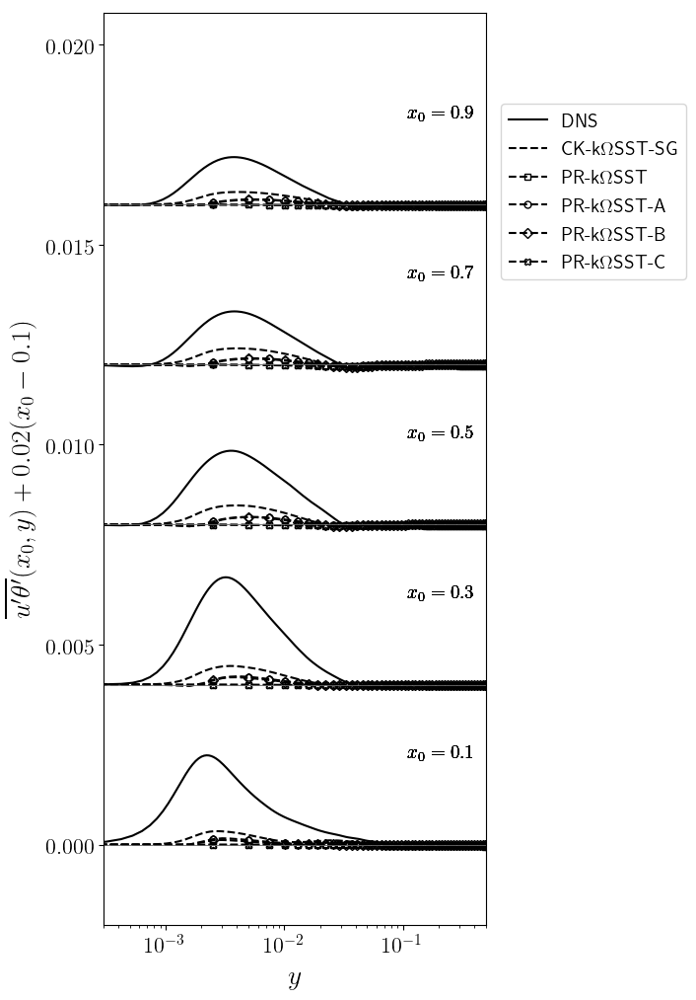 0.020
0.015
0.010
0.005
0.000
$\overline{u'\theta'}(x_0, y) + 0.02(x_0 - 0.1)$
$x_0 = 0.9$
$x_0 = 0.7$
$x_0 = 0.5$
$x_0 = 0.3$
$x_0 = 0.1$
$10^{-3}$ $10^{-2}$ $10^{-1}$
$y$
DNS
CK-kΩSST-SG
PR-kΩSST
PR-kΩSST-A
PR-kΩSST-B
PR-kΩSST-C